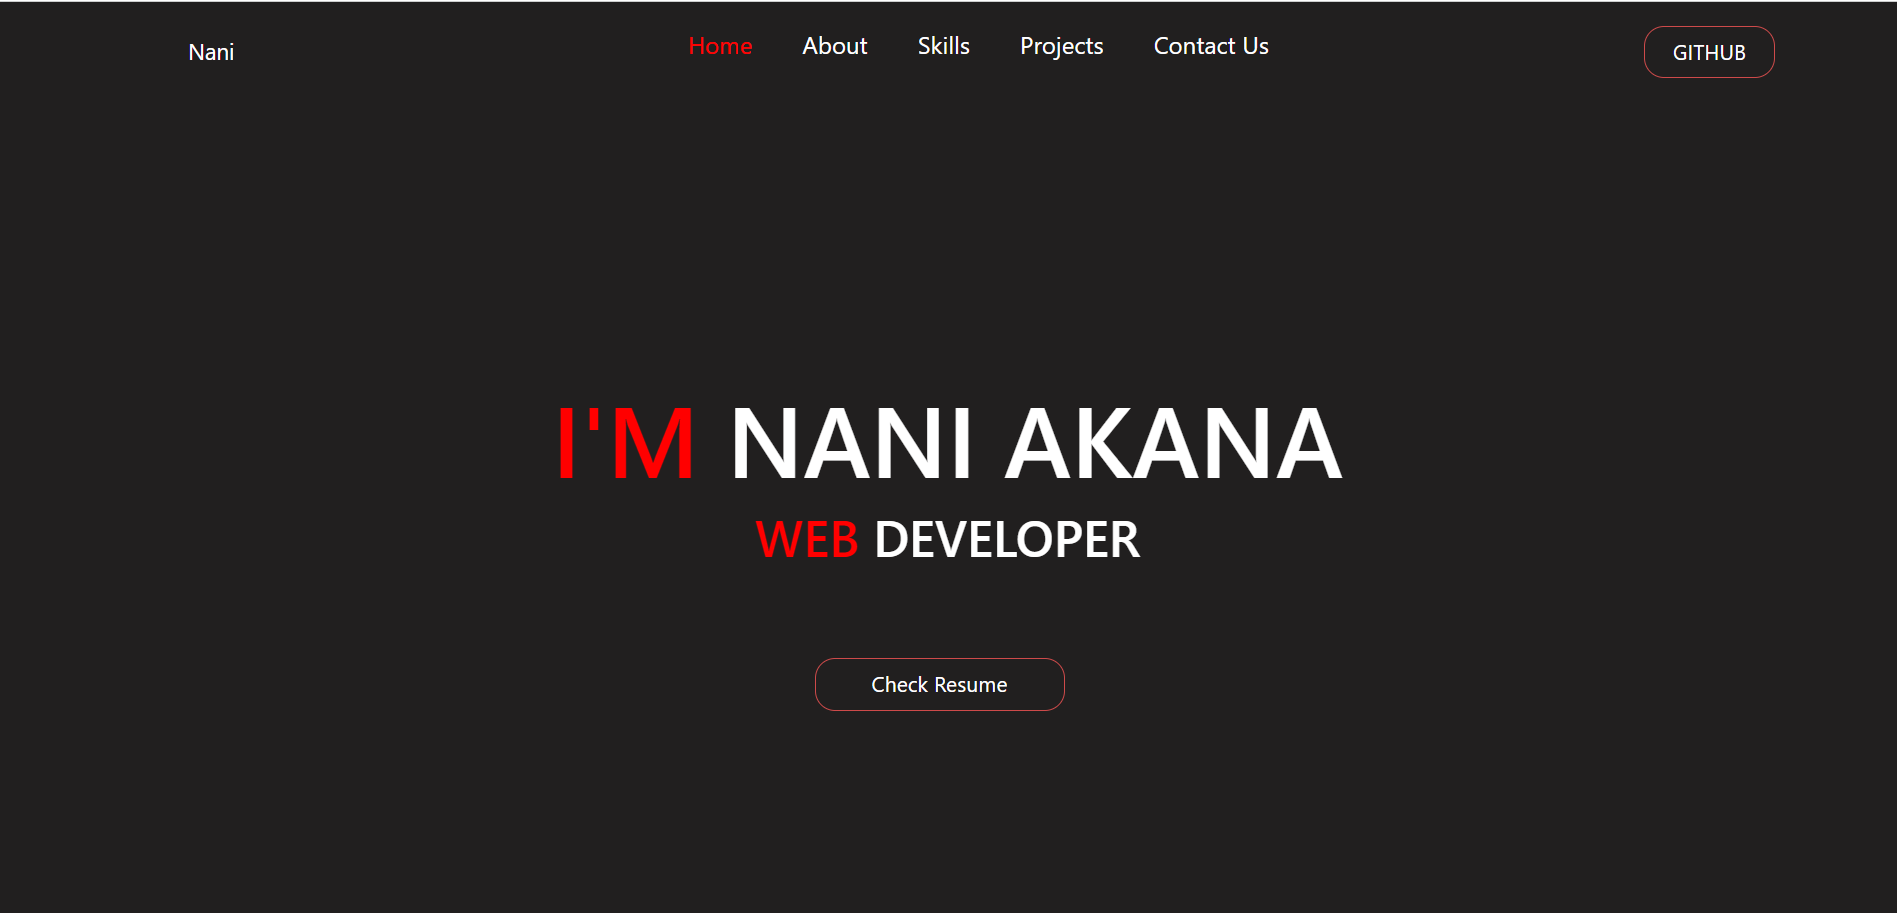 Nani Home About Skills Projects Contact Us GITHUB
I'M NANI AKANA
WEB DEVELOPER
Check Resume